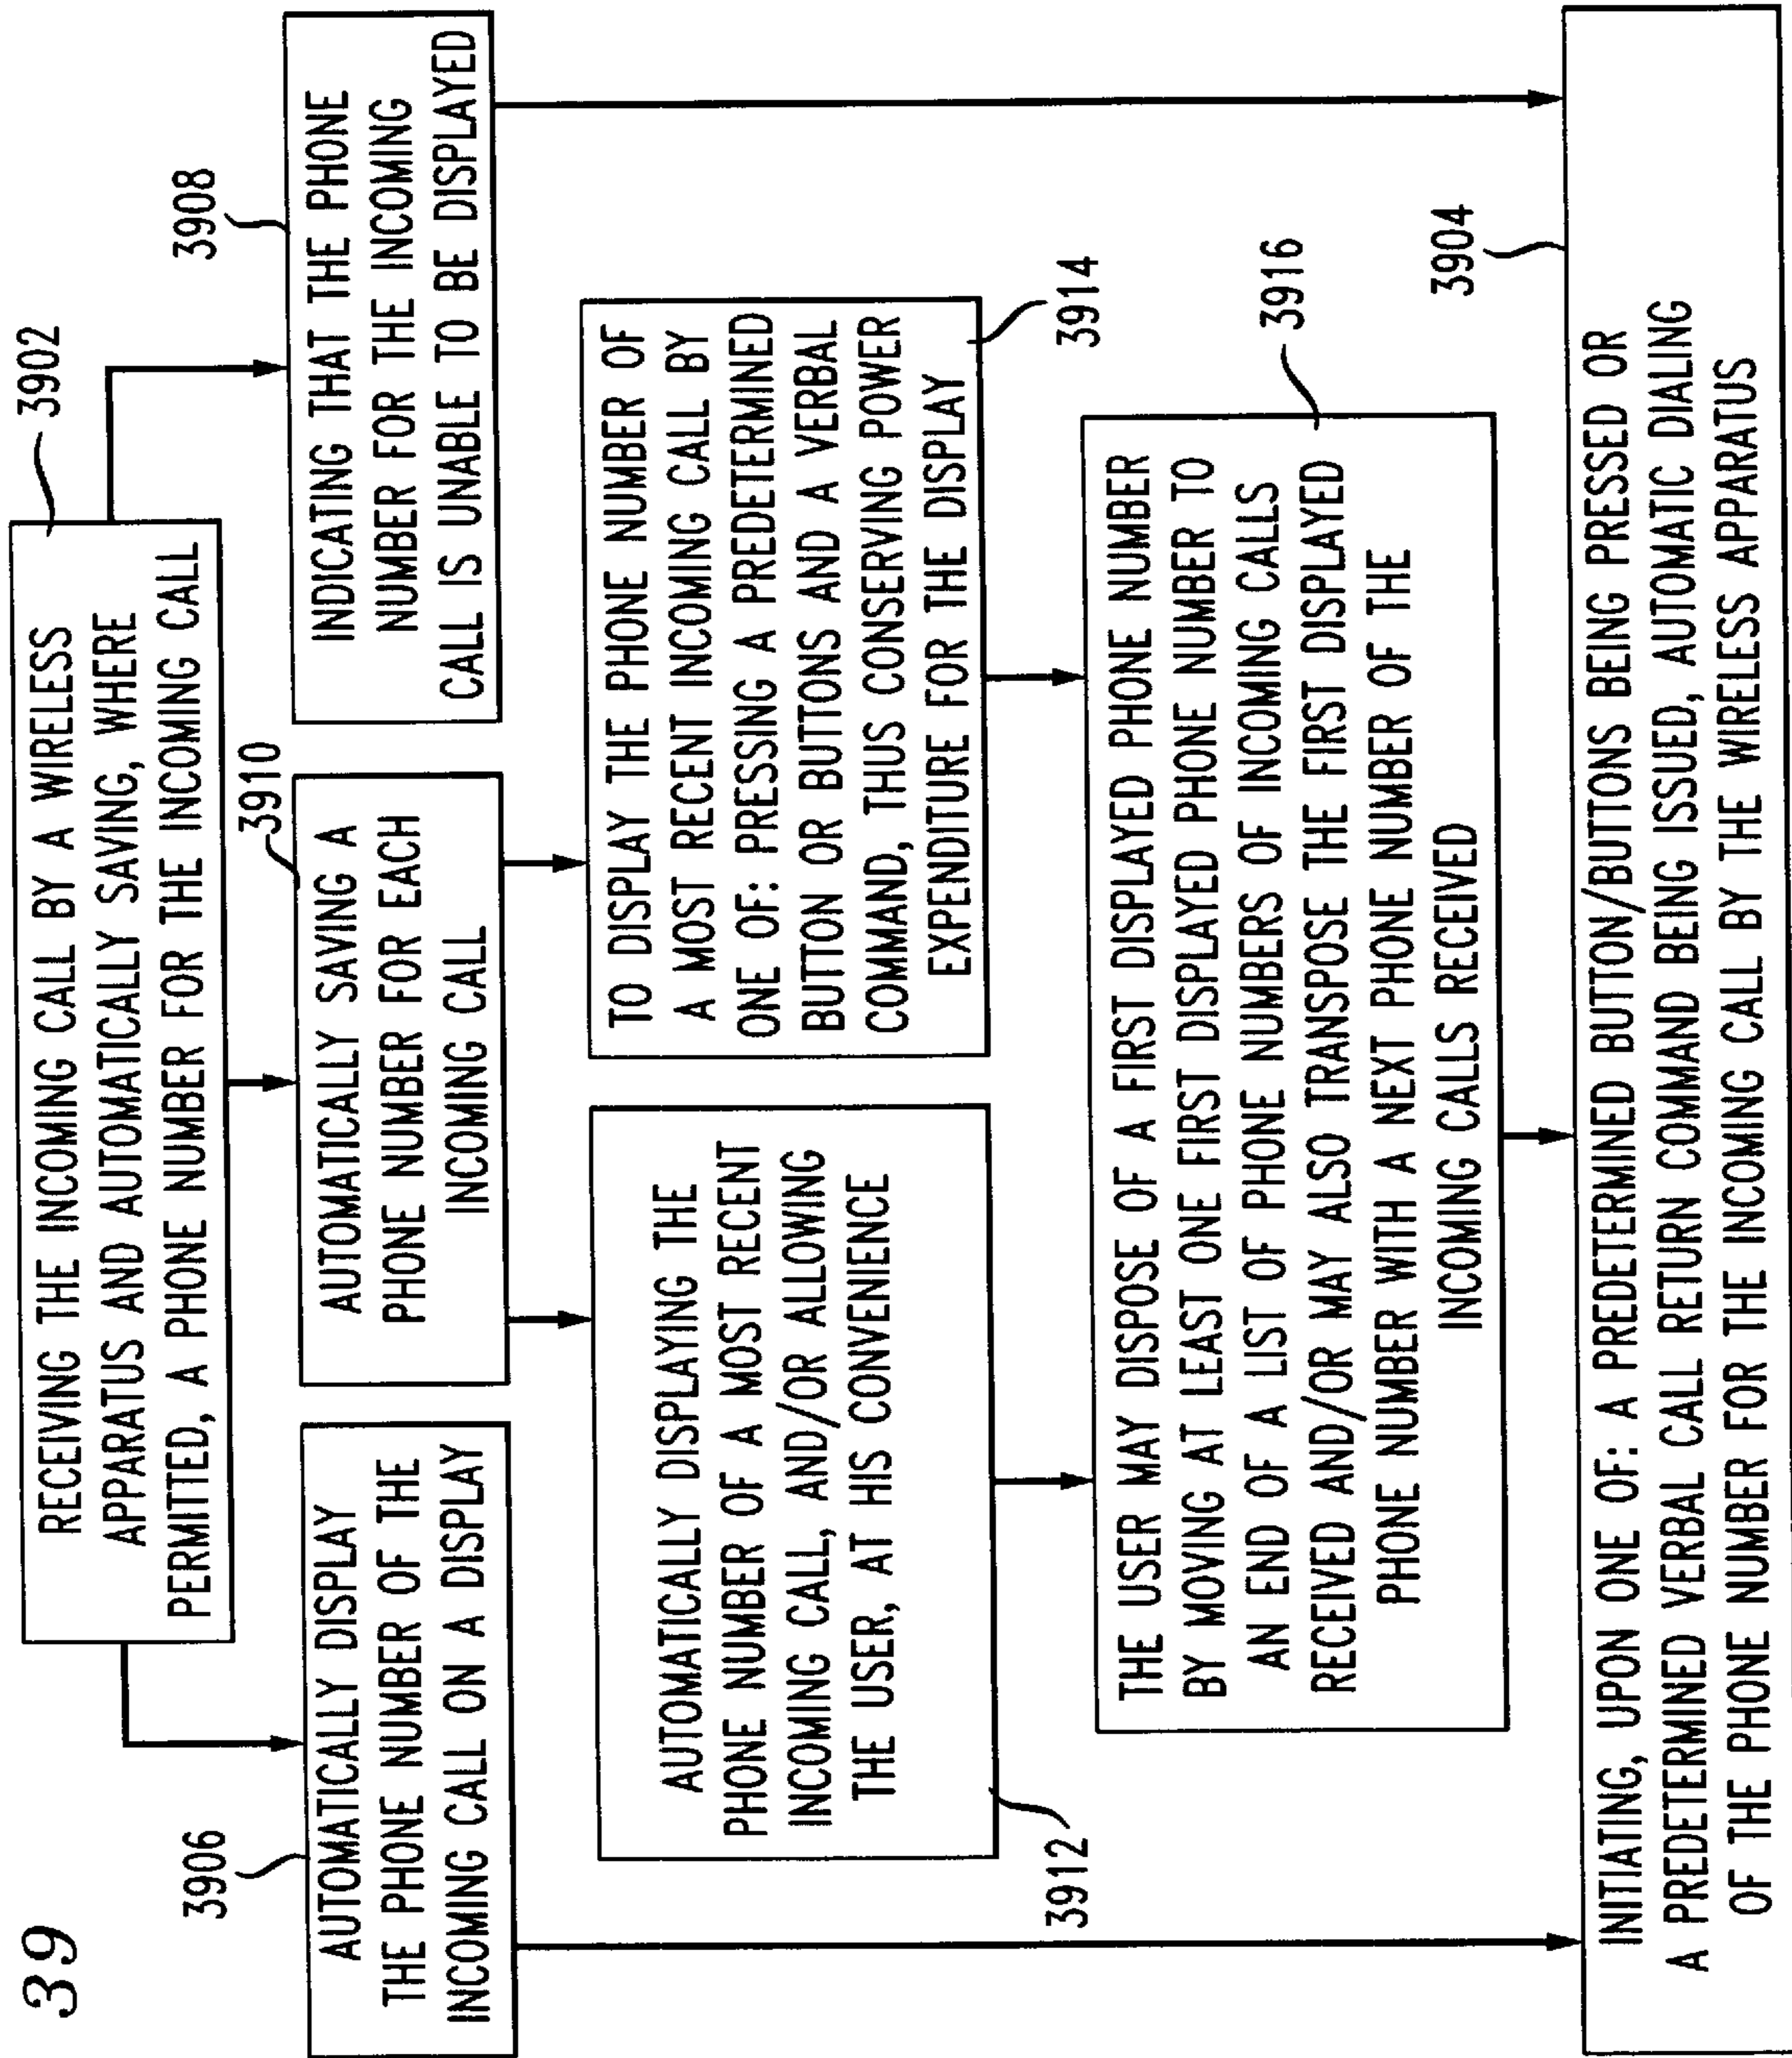 39
3902
RECEIVING THE INCOMING CALL BY A WIRELESS
APPARATUS AND AUTOMATICALLY SAVING, WHERE
PERMITTED, A PHONE NUMBER FOR THE INCOMING CALL
3906
AUTOMATICALLY DISPLAY
THE PHONE NUMBER OF THE
INCOMING CALL ON A DISPLAY
3910
AUTOMATICALLY SAVING A
PHONE NUMBER FOR EACH
INCOMING CALL
3908
INDICATING THAT THE PHONE
NUMBER FOR THE INCOMING
CALL IS UNABLE TO BE DISPLAYED
AUTOMATICALLY DISPLAYING THE
PHONE NUMBER OF A MOST RECENT
INCOMING CALL, AND/OR ALLOWING
THE USER, AT HIS CONVENIENCE
3912
TO DISPLAY THE PHONE NUMBER OF
A MOST RECENT INCOMING CALL BY
ONE OF: PRESSING A PREDETERMINED
BUTTON OR BUTTONS AND A VERBAL
COMMAND, THUS CONSERVING POWER
EXPENDITURE FOR THE DISPLAY
3914
THE USER MAY DISPOSE OF A FIRST DISPLAYED PHONE NUMBER
BY MOVING AT LEAST ONE FIRST DISPLAYED PHONE NUMBER TO
AN END OF A LIST OF PHONE NUMBERS OF INCOMING CALLS
RECEIVED AND/OR MAY ALSO TRANSPOSE THE FIRST DISPLAYED
PHONE NUMBER WITH A NEXT PHONE NUMBER OF THE
INCOMING CALLS RECEIVED
3916
3904
INITIATING, UPON ONE OF: A PREDETERMINED BUTTON/BUTTONS BEING PRESSED OR
A PREDETERMINED VERBAL CALL RETURN COMMAND BEING ISSUED, AUTOMATIC DIALING
OF THE PHONE NUMBER FOR THE INCOMING CALL BY THE WIRELESS APPARATUS